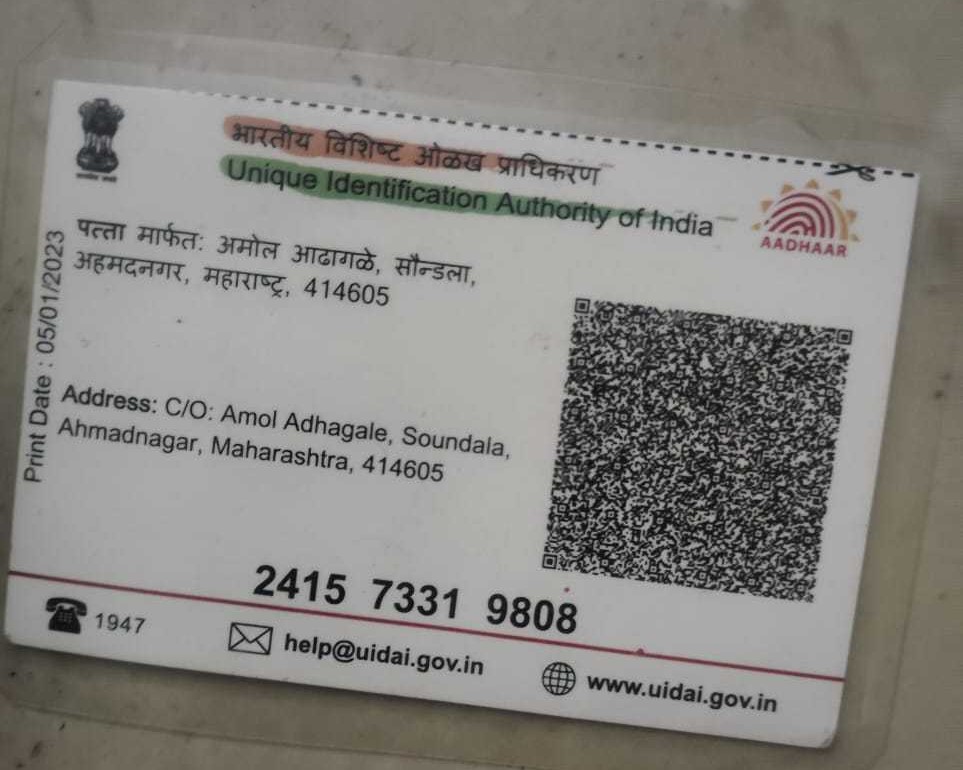 भारतीय विशिष्ट ओळख प्राधिकरण
Unique Identification Authority of India
AADHAAR
पत्ता मार्फत: अमोल आढागळे, सौन्डला,
अहमदनगर, महाराष्ट्र, 414605
Print Date : 05/01/2023
Address: C/O: Amol Adhagale, Soundala,
Ahmadnagar, Maharashtra, 414605
2415 7331 9808
1947
help@uidai.gov.in
www.uidai.gov.in